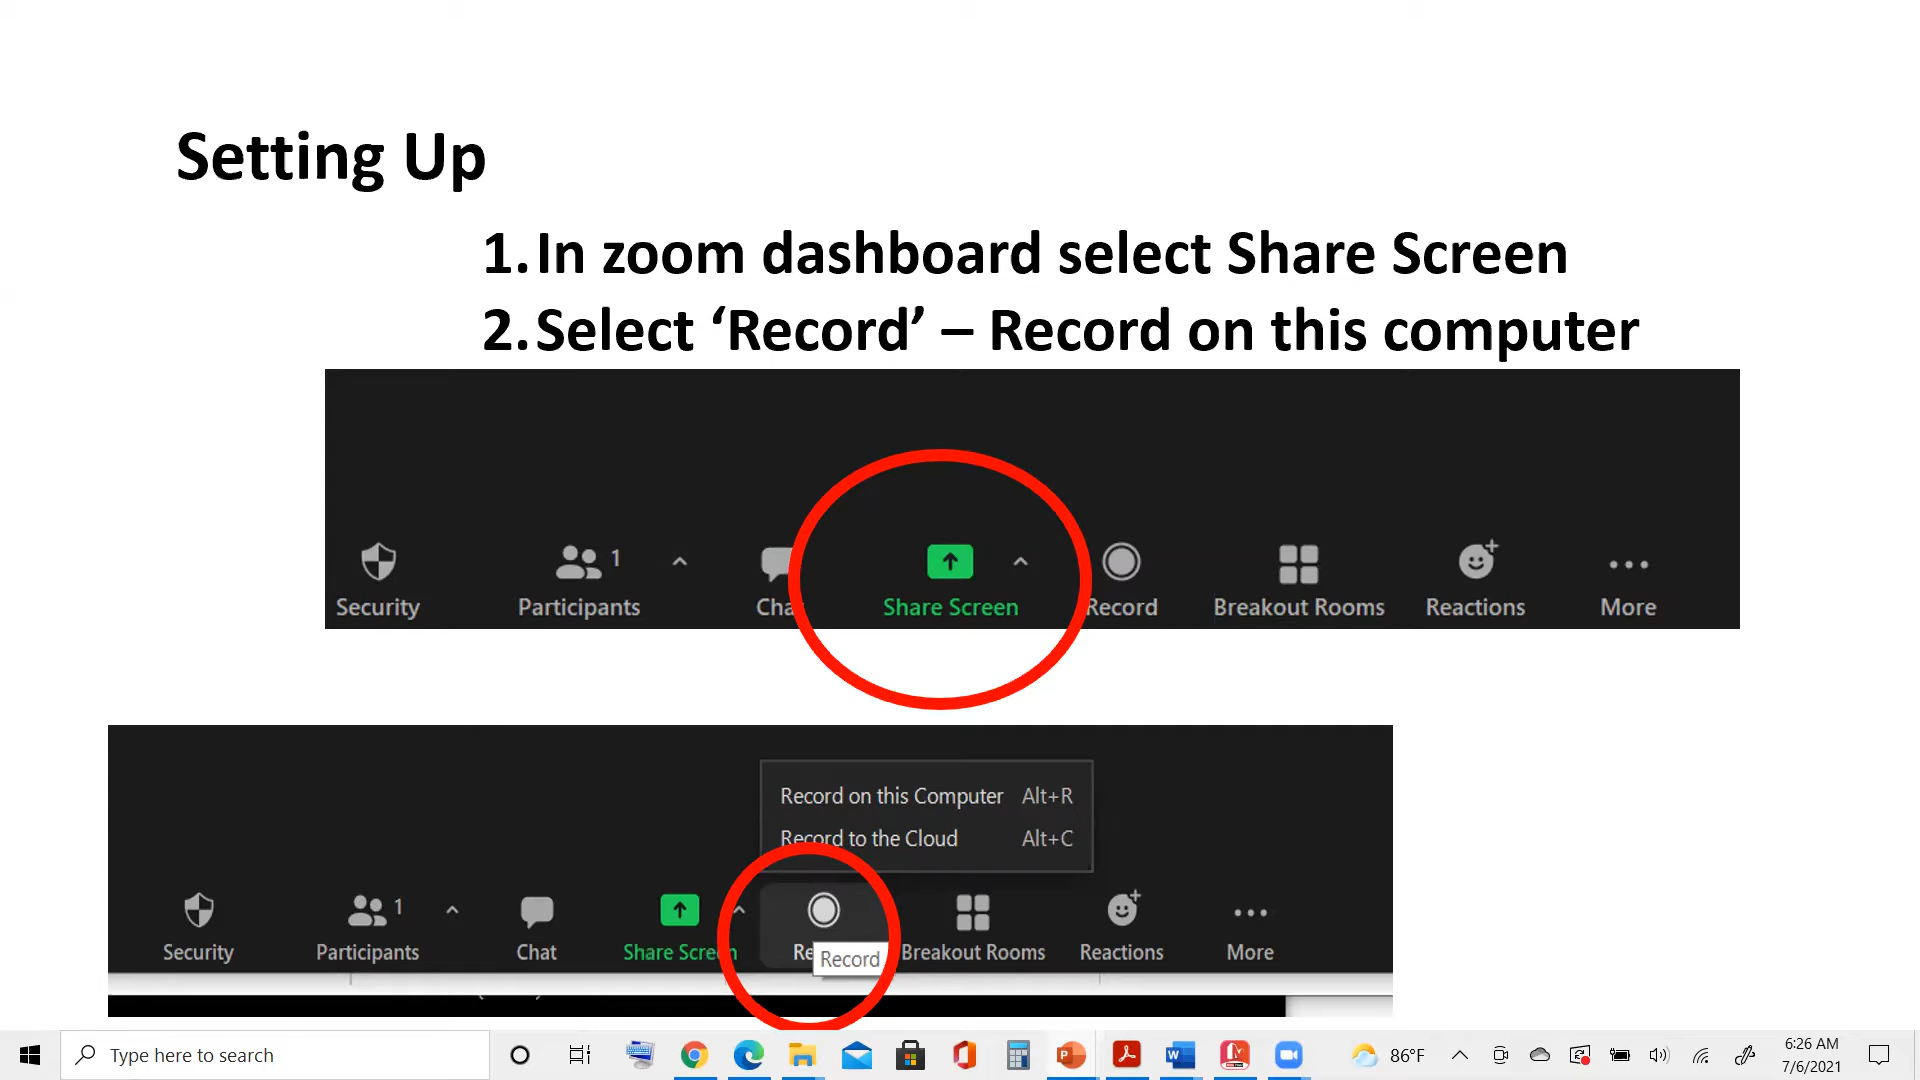 Setting Up
1. In zoom dashboard select Share Screen
2. Select ‘Record’ – Record on this computer
1
Security Participants Cha Share Screen Record Breakout Rooms Reactions More
Record on this Computer Alt+R
Record to the Cloud Alt+C
1
Security Participants Chat Share Screen Re Record Breakout Rooms Reactions More
Type here to search
86°F
6:26 AM
7/6/2021